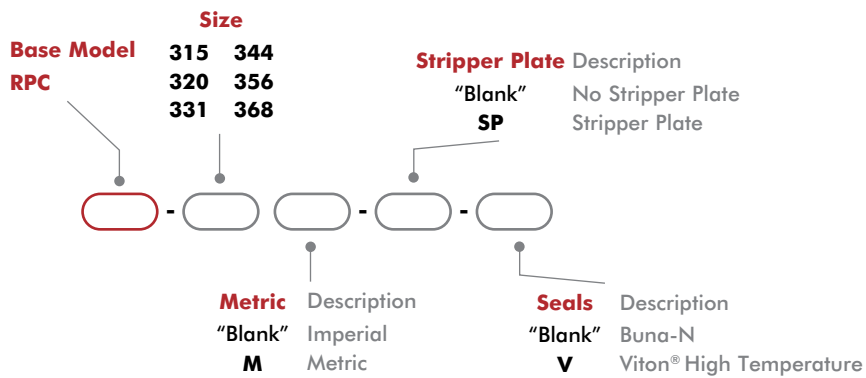 Size
Base Model
RPC
315 344
320 356
331 368
Stripper Plate Description
"Blank" No Stripper Plate
SP Stripper Plate
- - -
Metric Description
"Blank" Imperial
M Metric
Seals Description
"Blank" Buna-N
V Viton® High Temperature